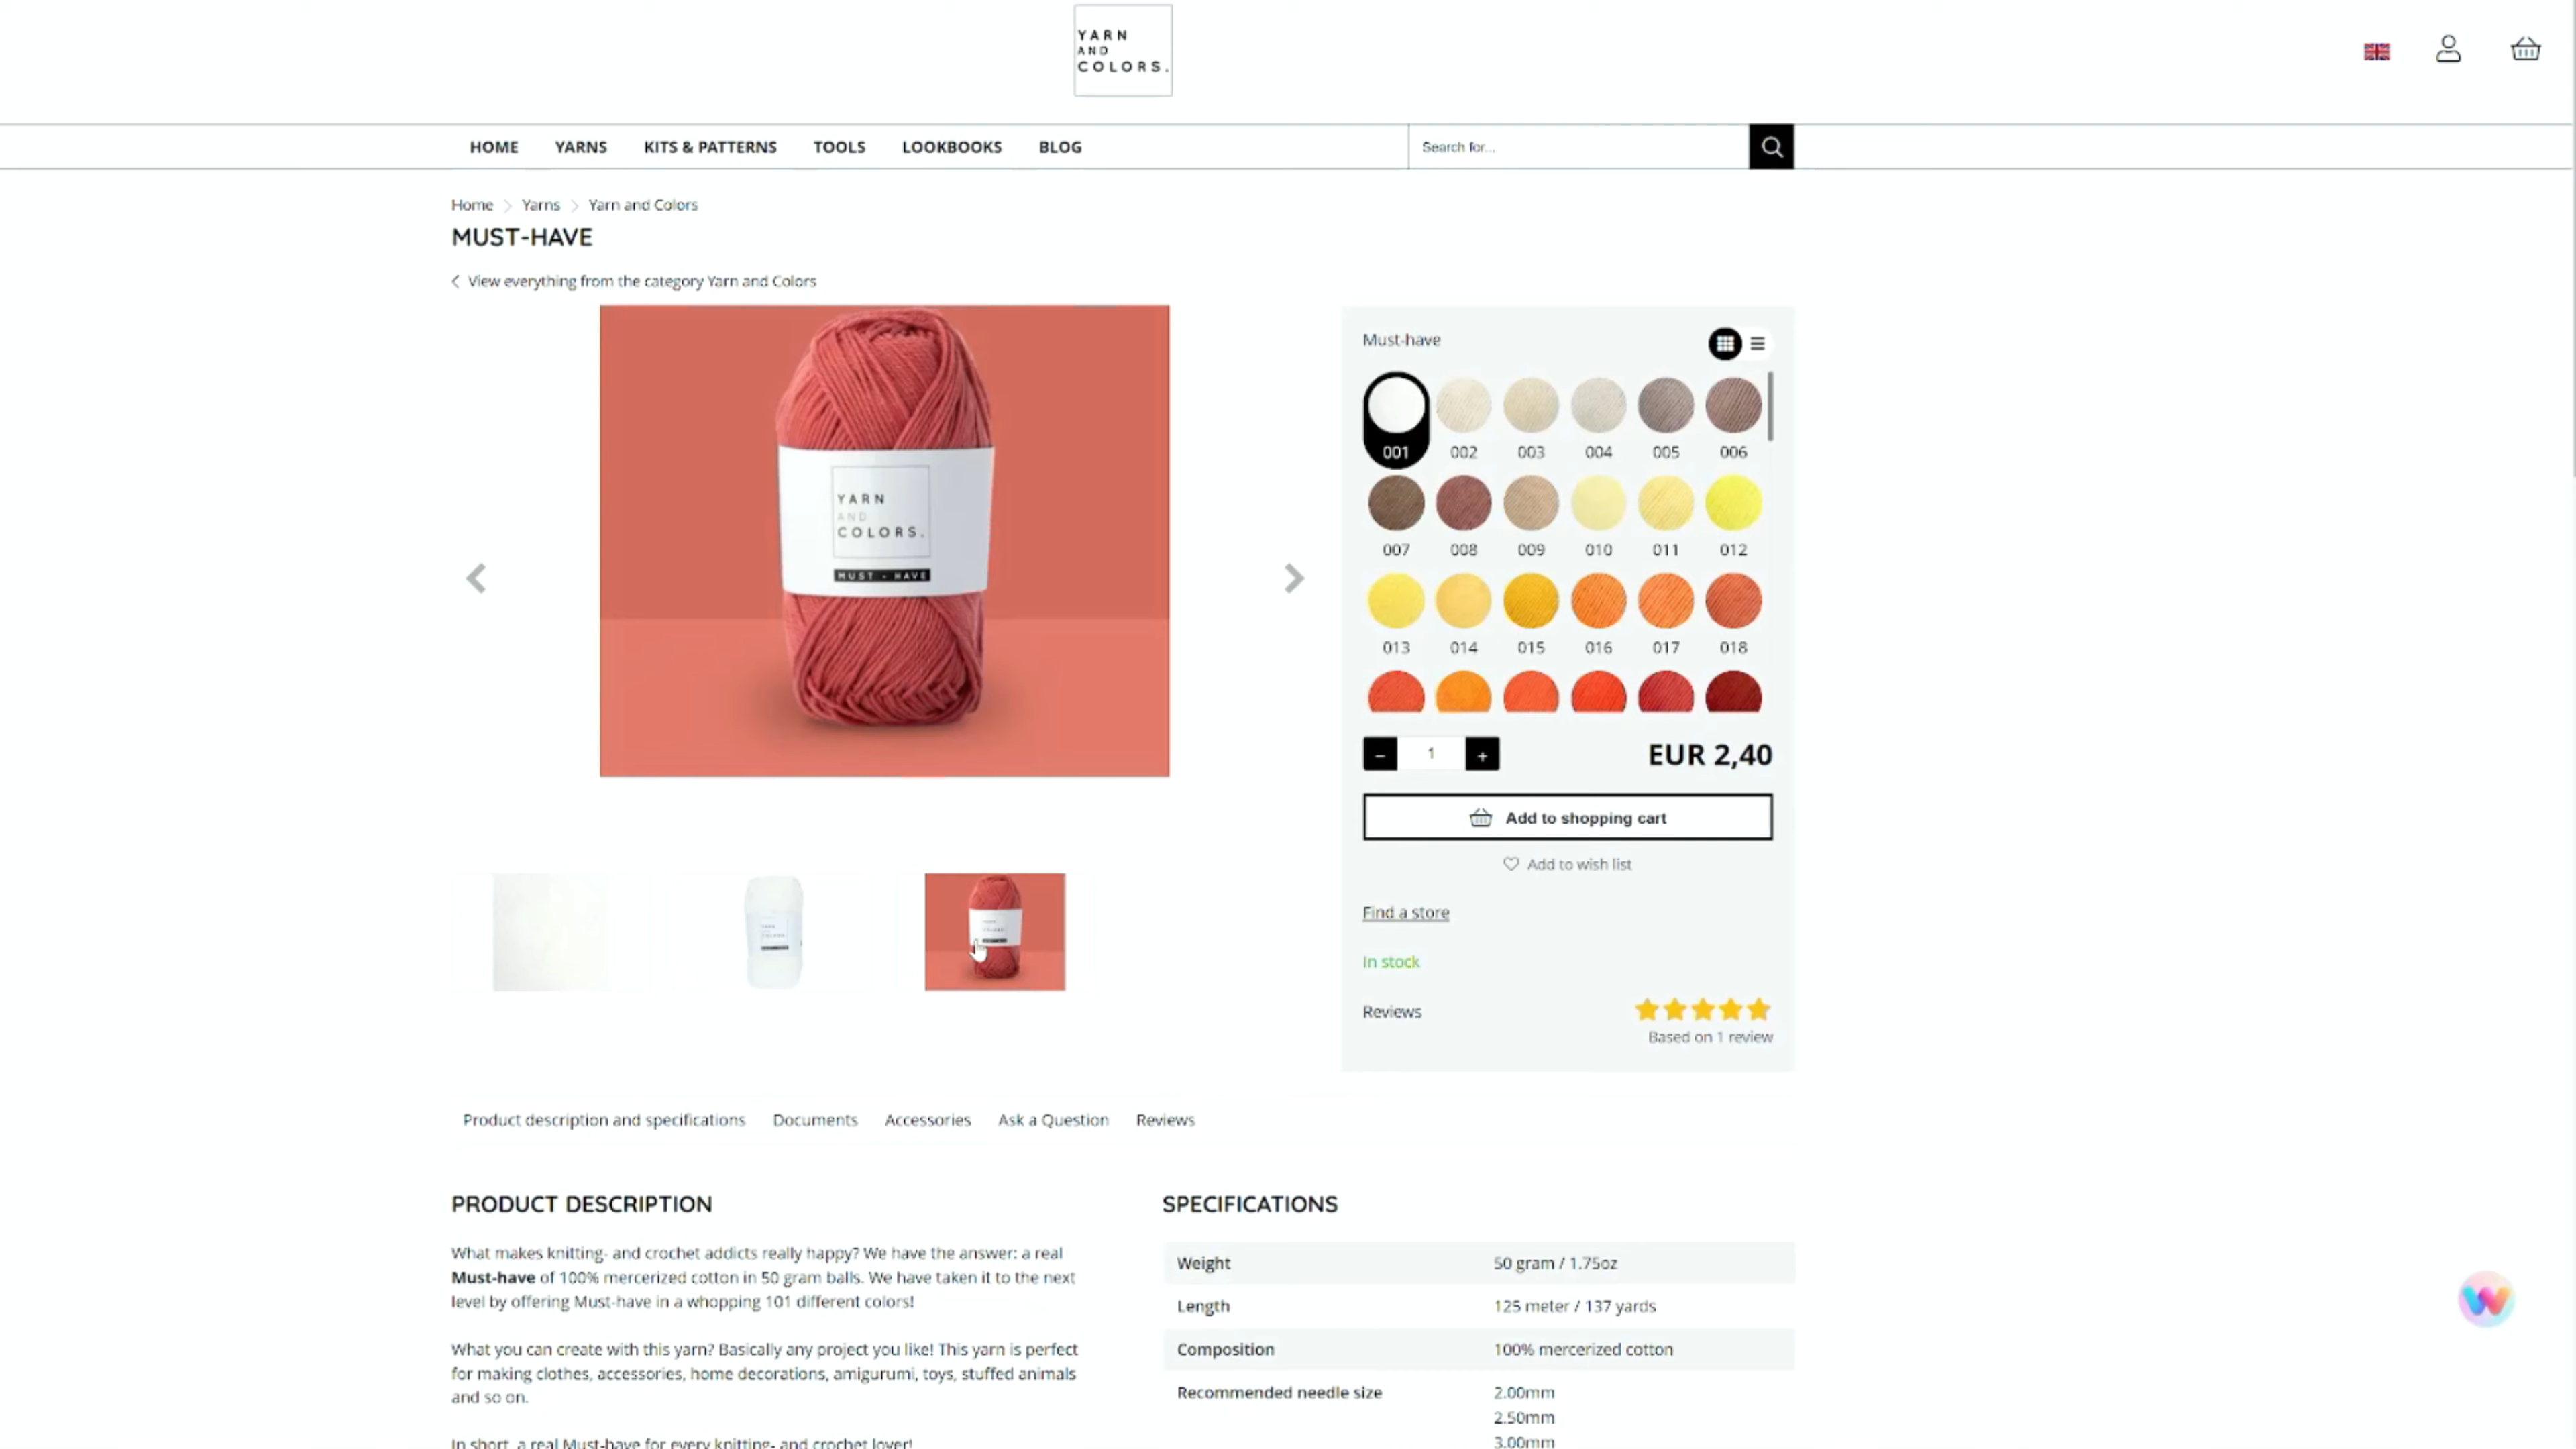 YARN
AND
COLORS.
HOME YARNS KITS & PATTERNS TOOLS LOOKBOOKS BLOG
Search for...
Home > Yarns > Yarn and Colors
MUST-HAVE
View everything from the category Yarn and Colors
YARN
AND
COLORS.
MUST - HAVE
Must-have
001 002 003 004 005 006
007 008 009 010 011 012
013 014 015 016 017 018
- 1 +
EUR 2,40
Add to shopping cart
Add to wish list
Find a store
In stock
Reviews
Based on 1 review
Product description and specifications Documents Accessories Ask a Question Reviews
PRODUCT DESCRIPTION
What makes knitting- and crochet addicts really happy? We have the answer: a real
Must-have of 100% mercerized cotton in 50 gram balls. We have taken it to the next
level by offering Must-have in a whopping 101 different colors!
What you can create with this yarn? Basically any project you like! This yarn is perfect
for making clothes, accessories, home decorations, amigurumi, toys, stuffed animals
and so on.
In short, a real Must-have for every knitting- and crochet lover!
SPECIFICATIONS
Weight 50 gram / 1.75oz
Length 125 meter / 137 yards
Composition 100% mercerized cotton
Recommended needle size 2.00mm
2.50mm
3.00mm